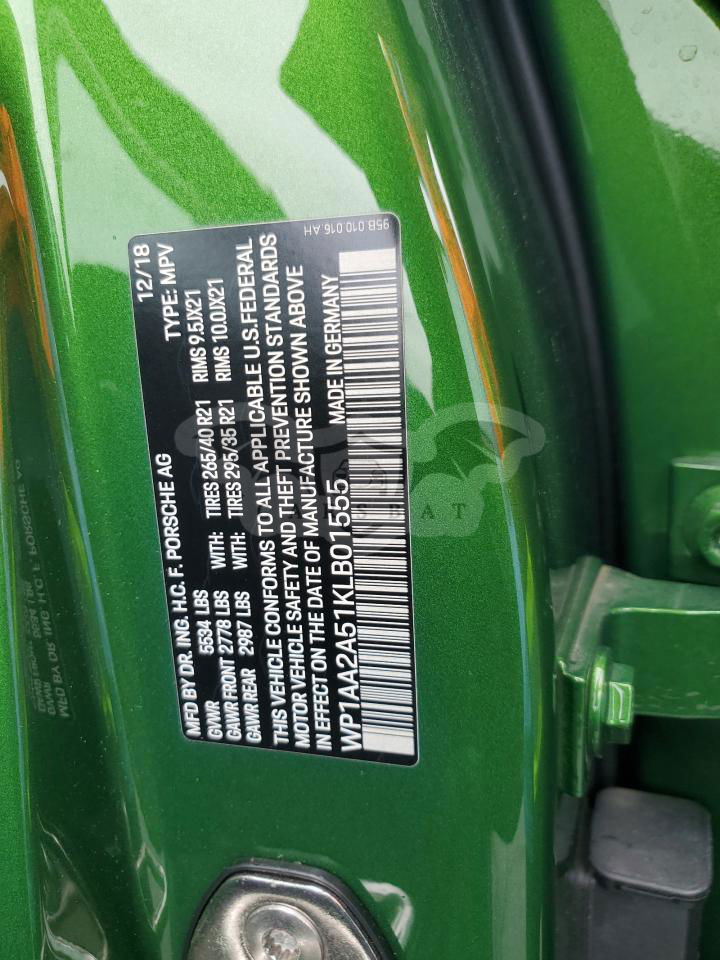 MFD BY DR. ING. H.C. F. PORSCHE AG 12/18
GVWR 5534 LBS TYPE: MPV
GAWR FRONT 2778 LBS WITH: TIRES 265/40 R21 RIMS 9.5JX21
GAWR REAR 2987 LBS WITH: TIRES 295/35 R21 RIMS 10.0JX21
THIS VEHICLE CONFORMS TO ALL APPLICABLE U.S. FEDERAL
MOTOR VEHICLE SAFETY AND THEFT PREVENTION STANDARDS
IN EFFECT ON THE DATE OF MANUFACTURE SHOWN ABOVE
WP1AA2A51KLB01555 MADE IN GERMANY
95B.010.016.AH